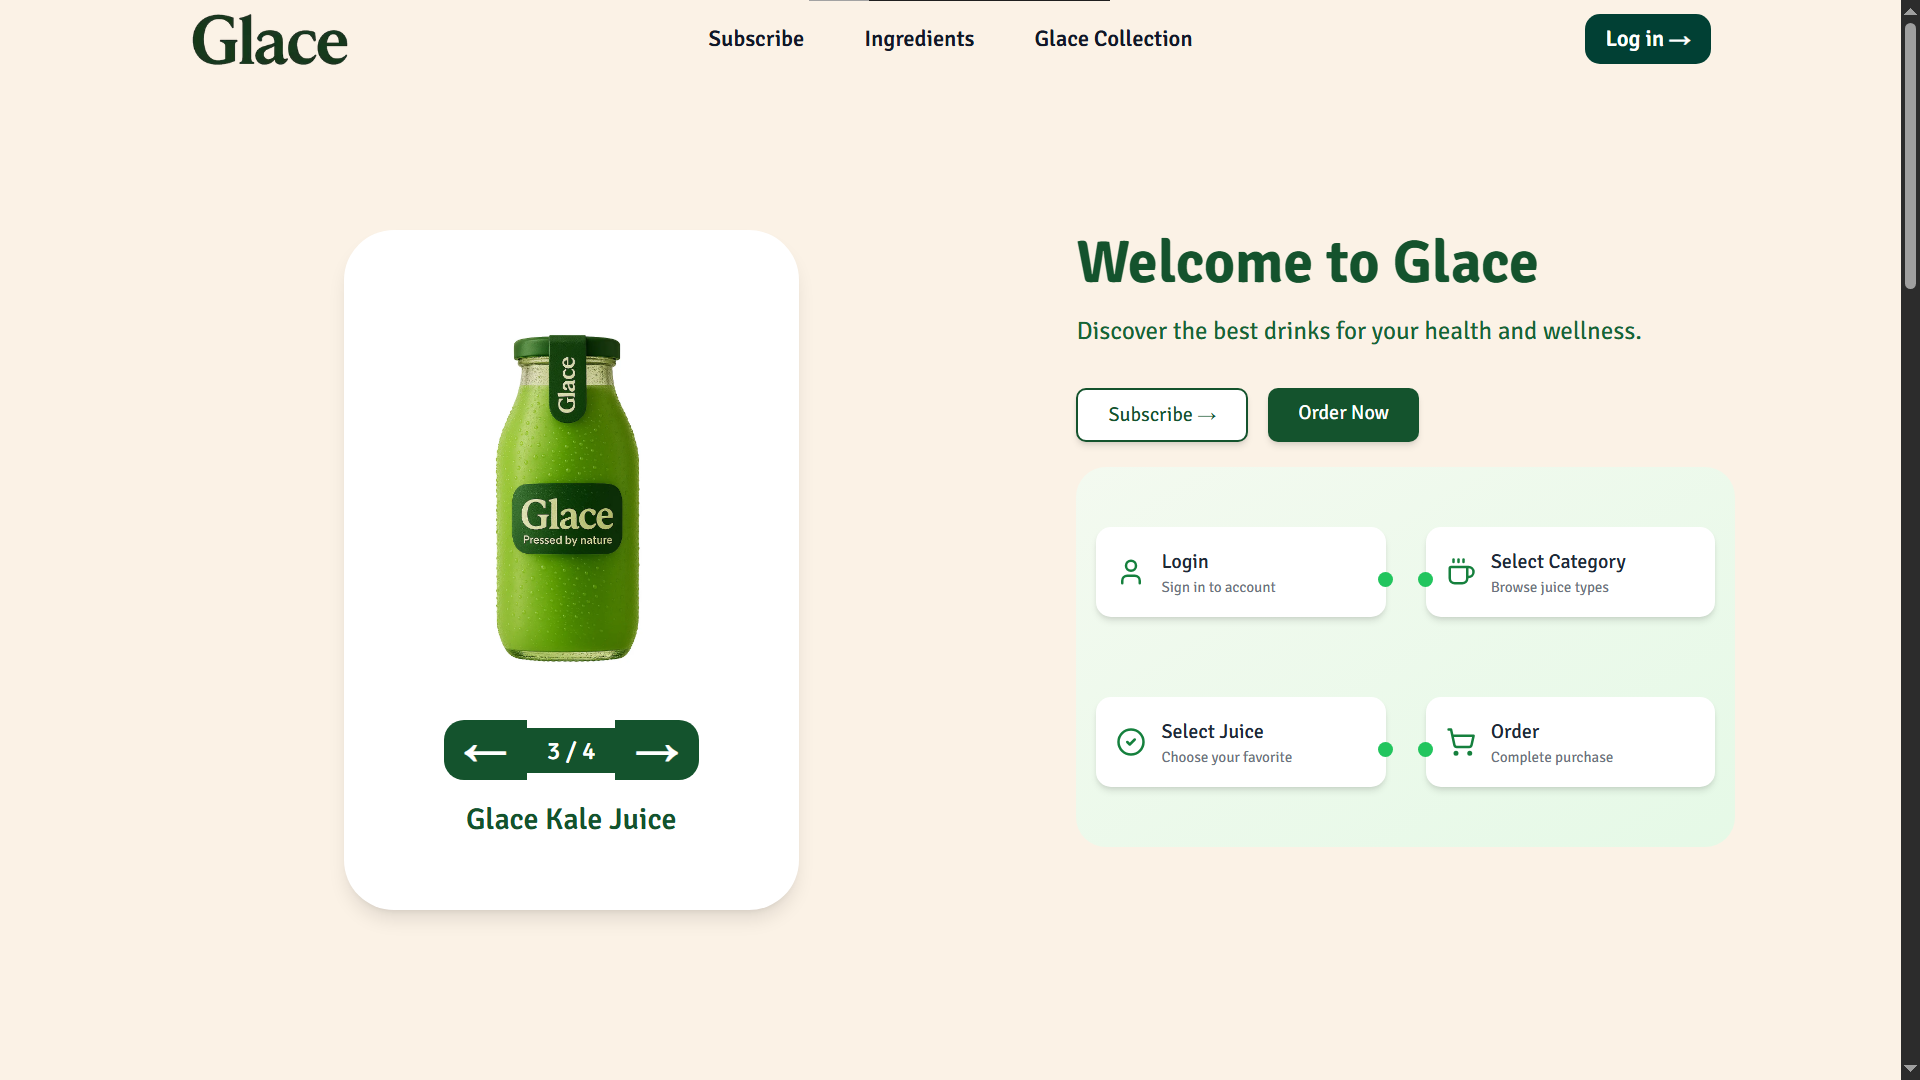 Glace
Subscribe
Ingredients
Glace Collection
Log in →
Glace
Glace
Pressed by nature
← 3 / 4 →
Glace Kale Juice
Welcome to Glace
Discover the best drinks for your health and wellness.
Subscribe →
Order Now
Login
Sign in to account
Select Category
Browse juice types
Select Juice
Choose your favorite
Order
Complete purchase